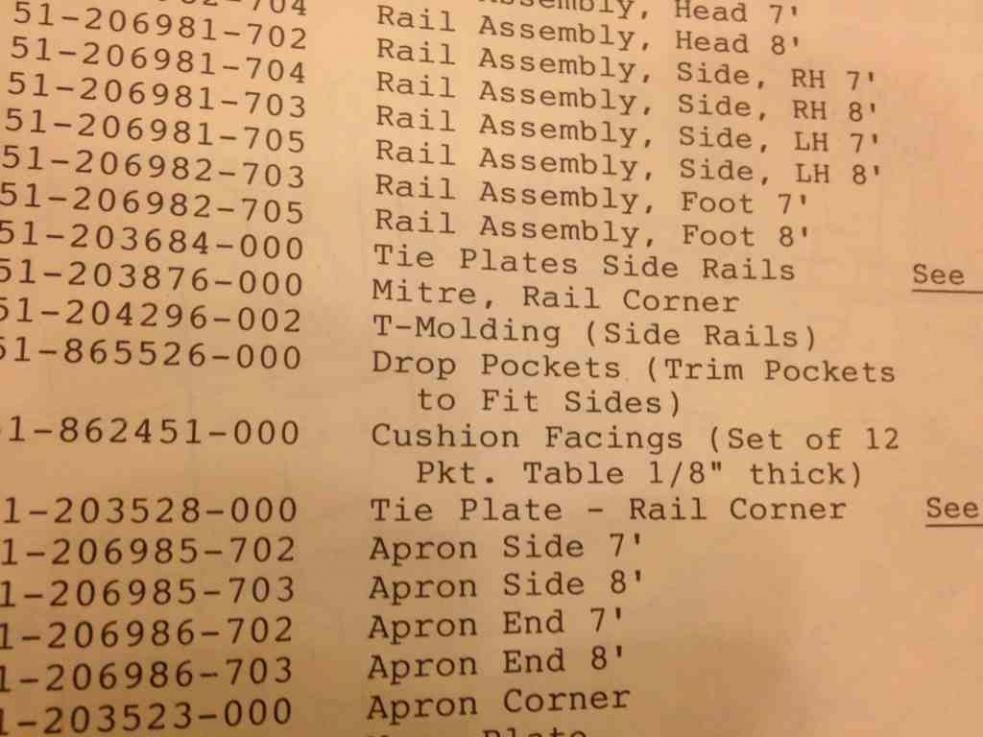 Head 7'
-704 Rail Assembly, Head 8'
51-206981-702 Rail Assembly, Side, RH 7'
51-206981-704 Rail Assembly, Side, RH 8'
51-206981-703 Rail Assembly, Side, LH 7'
51-206981-705 Rail Assembly, Side, LH 8'
51-206982-703 Rail Assembly, Foot 7'
51-206982-705 Rail Assembly, Foot 8'
51-203684-000 Tie Plates Side Rails See
51-203876-000 Mitre, Rail Corner
51-204296-002 T-Molding (Side Rails)
51-865526-000 Drop Pockets (Trim Pockets
to Fit Sides)
1-862451-000 Cushion Facings (Set of 12
Pkt. Table 1/8" thick)
1-203528-000 Tie Plate - Rail Corner See
1-206985-702 Apron Side 7'
1-206985-703 Apron Side 8'
1-206986-702 Apron End 7'
1-206986-703 Apron End 8'
1-203523-000 Apron Corner
Plate